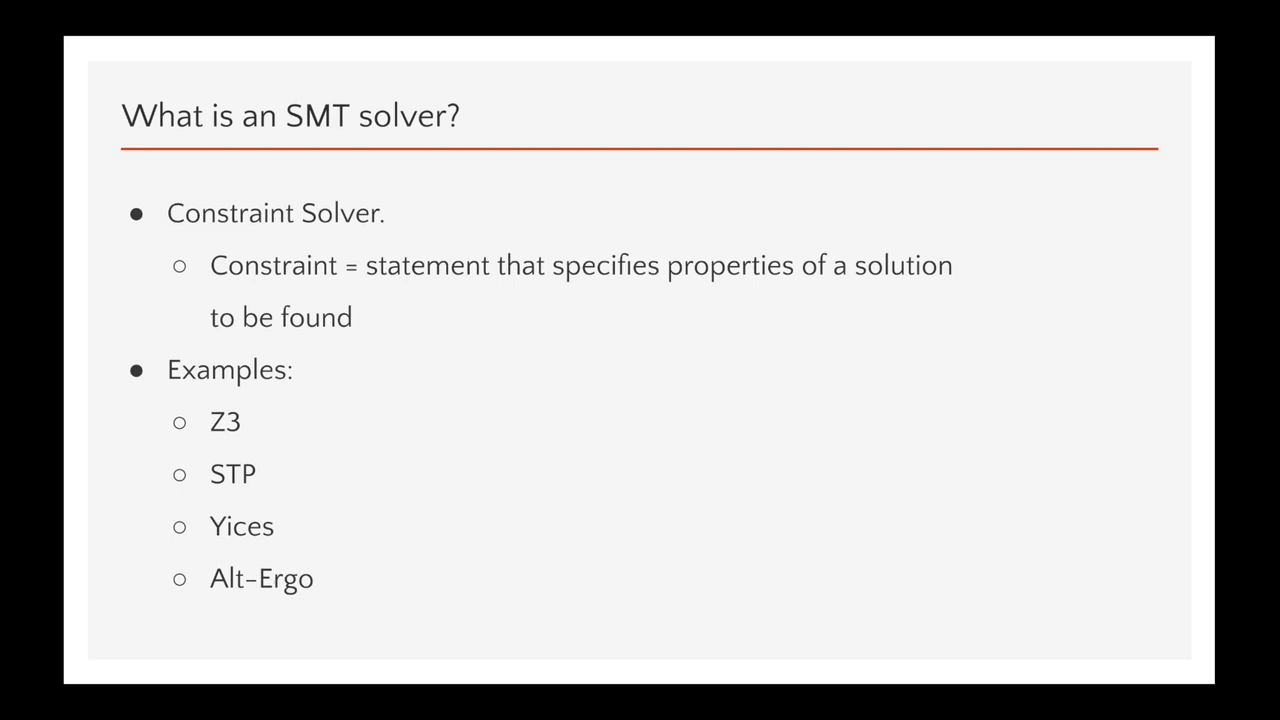 What is an SMT solver?
● Constraint Solver.
○ Constraint = statement that specifies properties of a solution
to be found
● Examples:
○ Z3
○ STP
○ Yices
○ Alt-Ergo